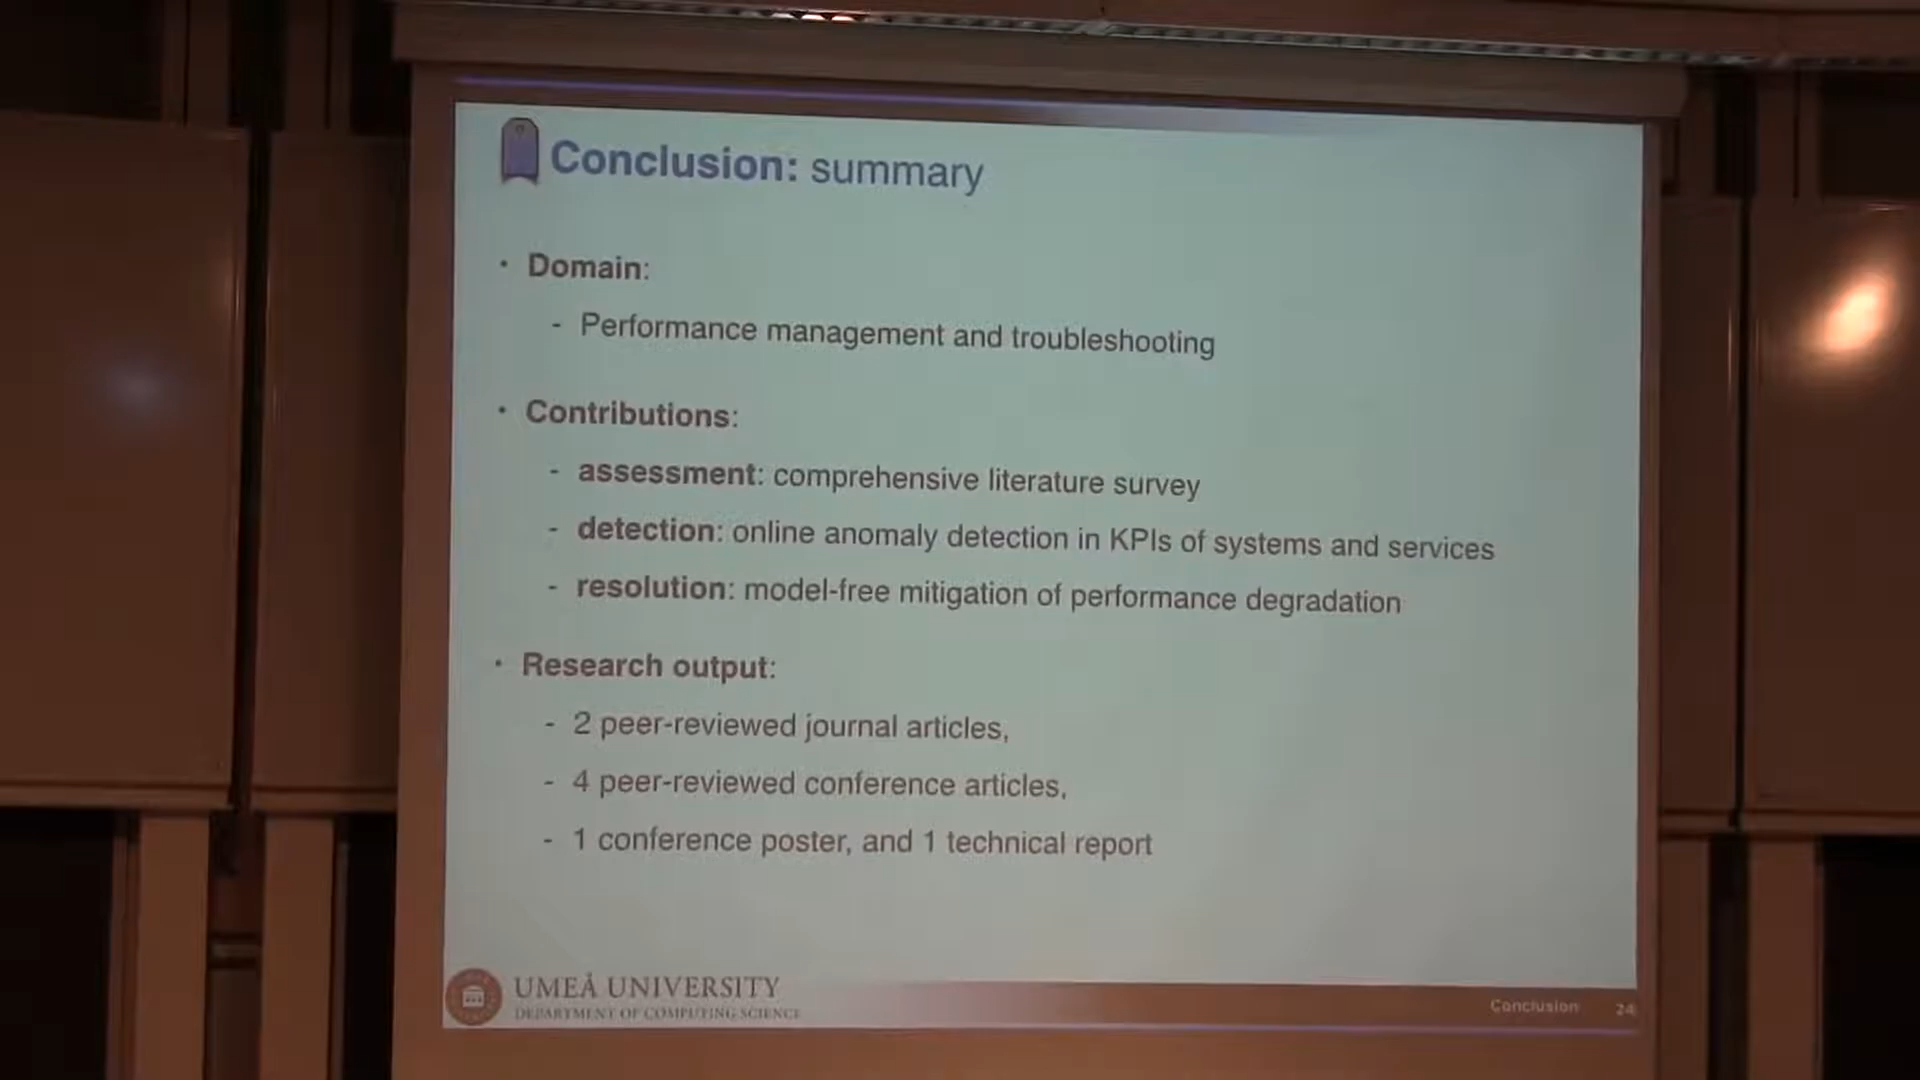 Conclusion: summary
• Domain:
- Performance management and troubleshooting
• Contributions:
- assessment: comprehensive literature survey
- detection: online anomaly detection in KPIs of systems and services
- resolution: model-free mitigation of performance degradation
• Research output:
- 2 peer-reviewed journal articles,
- 4 peer-reviewed conference articles,
- 1 conference poster, and 1 technical report
UMEÅ UNIVERSITY
DEPARTMENT OF COMPUTING SCIENCE
Conclusion 24